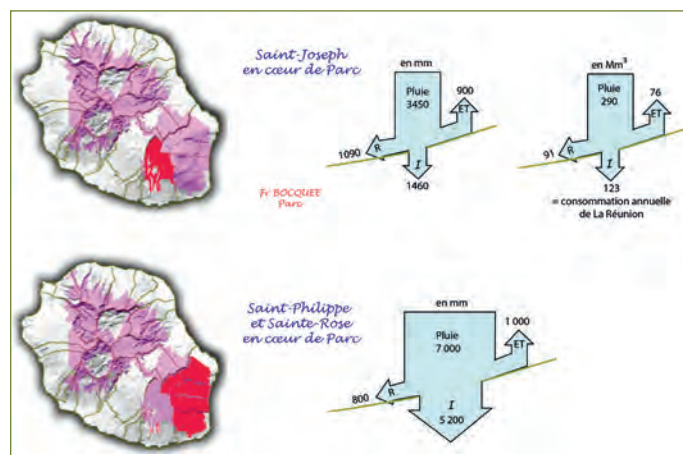 Saint-Joseph
en cœur de Parc
Fr BOCQUEE
Parc
en mm
Pluie
3450
900
ET
R
1090
I
1460
en Mm³
Pluie
290
76
ET
R
91
I
123
= consommation annuelle
de La Réunion
Saint-Philippe
et Sainte-Rose
en cœur de Parc
en mm
Pluie
7 000
1 000
ET
R
800
I
5 200